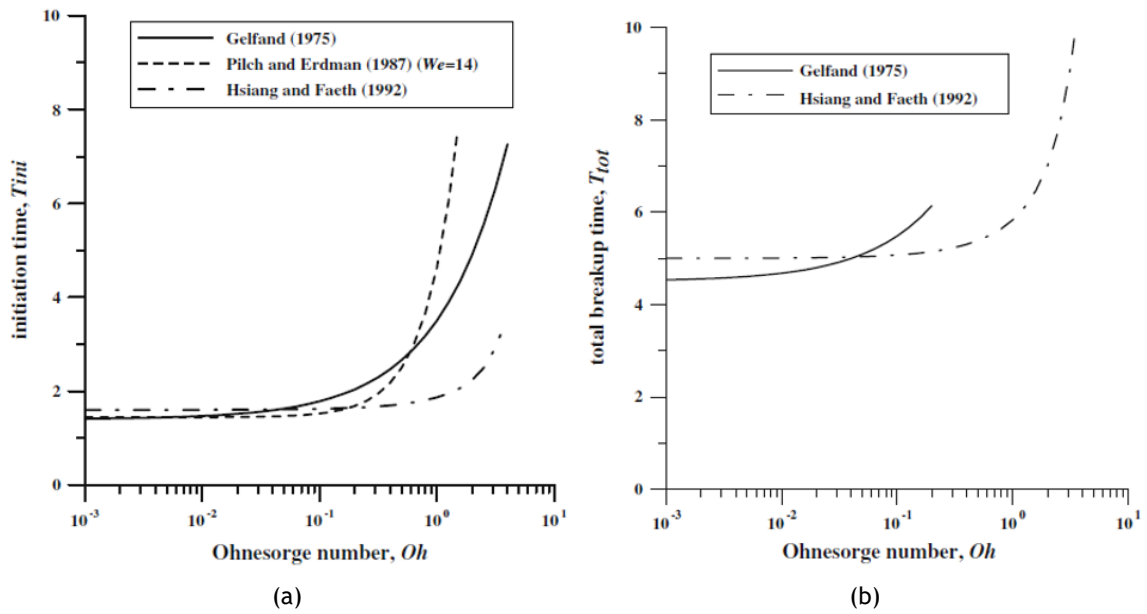 Gelfand (1975)
Pilch and Erdman (1987) (We=14)
Hsiang and Faeth (1992)
10
8
6
4
2
0
initiation time, Tini
10⁻³
10⁻²
10⁻¹
10⁰
10¹
Ohnesorge number, Oh
(a)
Gelfand (1975)
Hsiang and Faeth (1992)
10
8
6
4
2
0
total breakup time, Ttot
10⁻³
10⁻²
10⁻¹
10⁰
10¹
Ohnesorge number, Oh
(b)